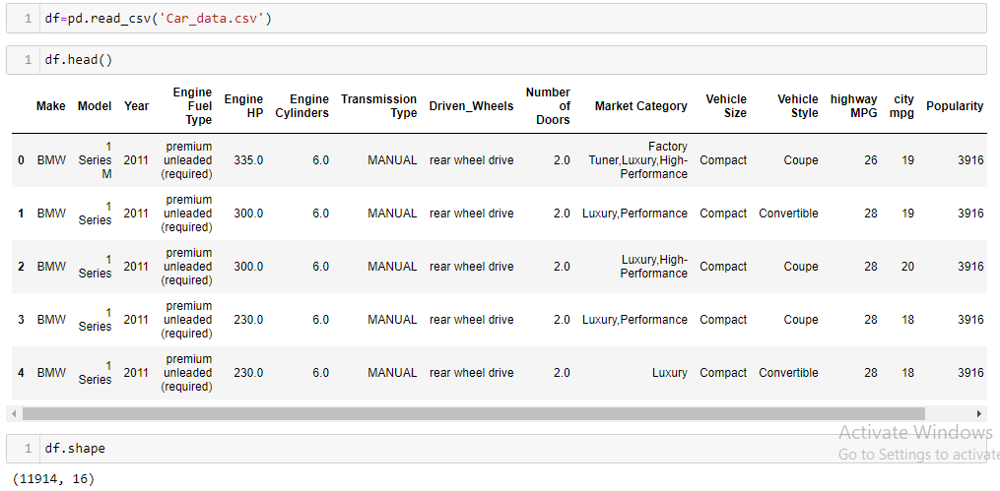 1 df=pd.read_csv('Car_data.csv')
1 df.head()
Make Model Year Engine Fuel Type Engine HP Engine Cylinders Transmission Type Driven_Wheels Number of Doors Market Category Vehicle Size Vehicle Style highway MPG city mpg Popularity
0 BMW 1 Series M 2011 premium unleaded (required) 335.0 6.0 MANUAL rear wheel drive 2.0 Factory Tuner,Luxury,High-Performance Compact Coupe 26 19 3916
1 BMW 1 Series 2011 premium unleaded (required) 300.0 6.0 MANUAL rear wheel drive 2.0 Luxury,Performance Compact Convertible 28 19 3916
2 BMW 1 Series 2011 premium unleaded (required) 300.0 6.0 MANUAL rear wheel drive 2.0 Luxury,High-Performance Compact Coupe 28 20 3916
3 BMW 1 Series 2011 premium unleaded (required) 230.0 6.0 MANUAL rear wheel drive 2.0 Luxury,Performance Compact Coupe 28 18 3916
4 BMW 1 Series 2011 premium unleaded (required) 230.0 6.0 MANUAL rear wheel drive 2.0 Luxury Compact Convertible 28 18 3916
Activate Windows
Go to Settings to activate
1 df.shape
(11914, 16)